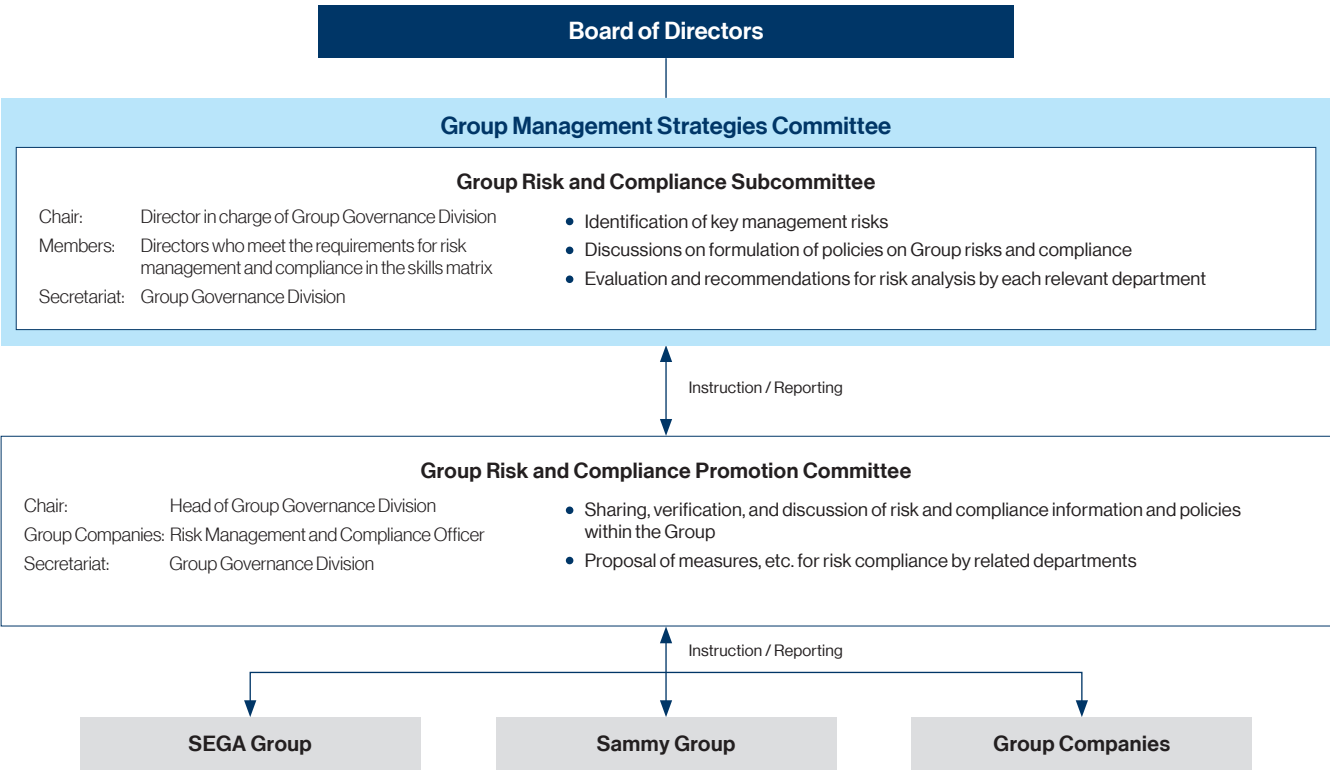 Board of Directors
Group Management Strategies Committee
Group Risk and Compliance Subcommittee
Chair: Director in charge of Group Governance Division
Members: Directors who meet the requirements for risk
management and compliance in the skills matrix
Secretariat: Group Governance Division
• Identification of key management risks
• Discussions on formulation of policies on Group risks and compliance
• Evaluation and recommendations for risk analysis by each relevant department
Instruction / Reporting
Group Risk and Compliance Promotion Committee
Chair: Head of Group Governance Division
Group Companies: Risk Management and Compliance Officer
Secretariat: Group Governance Division
• Sharing, verification, and discussion of risk and compliance information and policies
within the Group
• Proposal of measures, etc. for risk compliance by related departments
Instruction / Reporting
SEGA Group
Sammy Group
Group Companies